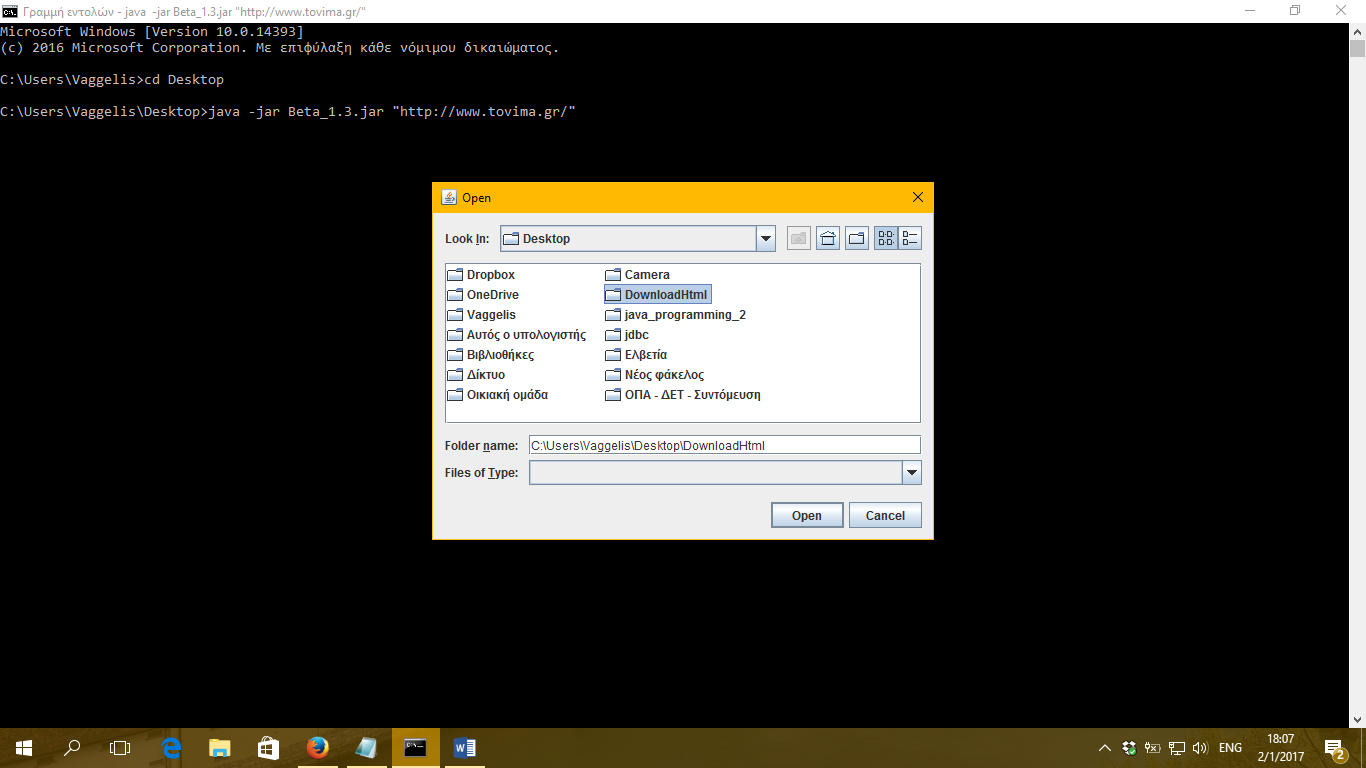 Γραμμή εντολών - java  -jar Beta_1.3.jar "http://www.tovima.gr/"
Microsoft Windows [Version 10.0.14393]
(c) 2016 Microsoft Corporation. Με επιφύλαξη κάθε νόμιμου δικαιώματος.
C:\Users\Vaggelis>cd Desktop
C:\Users\Vaggelis\Desktop>java -jar Beta_1.3.jar "http://www.tovima.gr/"
Open
Look In: Desktop
Dropbox
OneDrive
Vaggelis
Αυτός ο υπολογιστής
Βιβλιοθήκες
Δίκτυο
Οικιακή ομάδα
Camera
DownloadHtml
java_programming_2
jdbc
Ελβετία
Νέος φάκελος
ΟΠΑ - ΔΕΤ - Συντόμευση
Folder name: C:\Users\Vaggelis\Desktop\DownloadHtml
Files of Type:
Open Cancel
ENG
18:07
2/1/2017
2